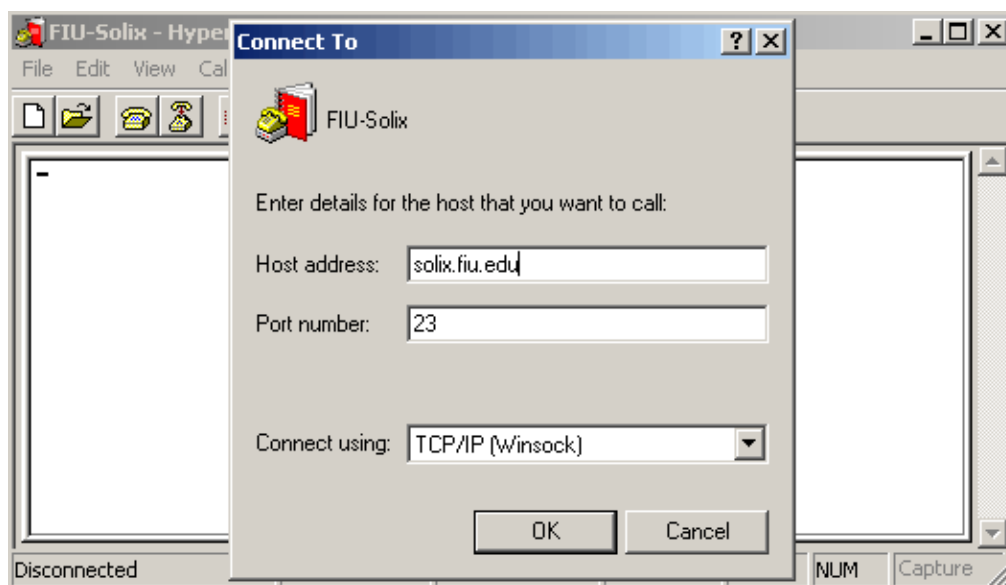 FIU-Solix - Hyper
Connect To
File Edit View Cal
FIU-Solix
Enter details for the host that you want to call:
Host address: solix.fiu.edu
Port number: 23
Connect using: TCP/IP (Winsock)
OK Cancel
Disconnected NUM Capture